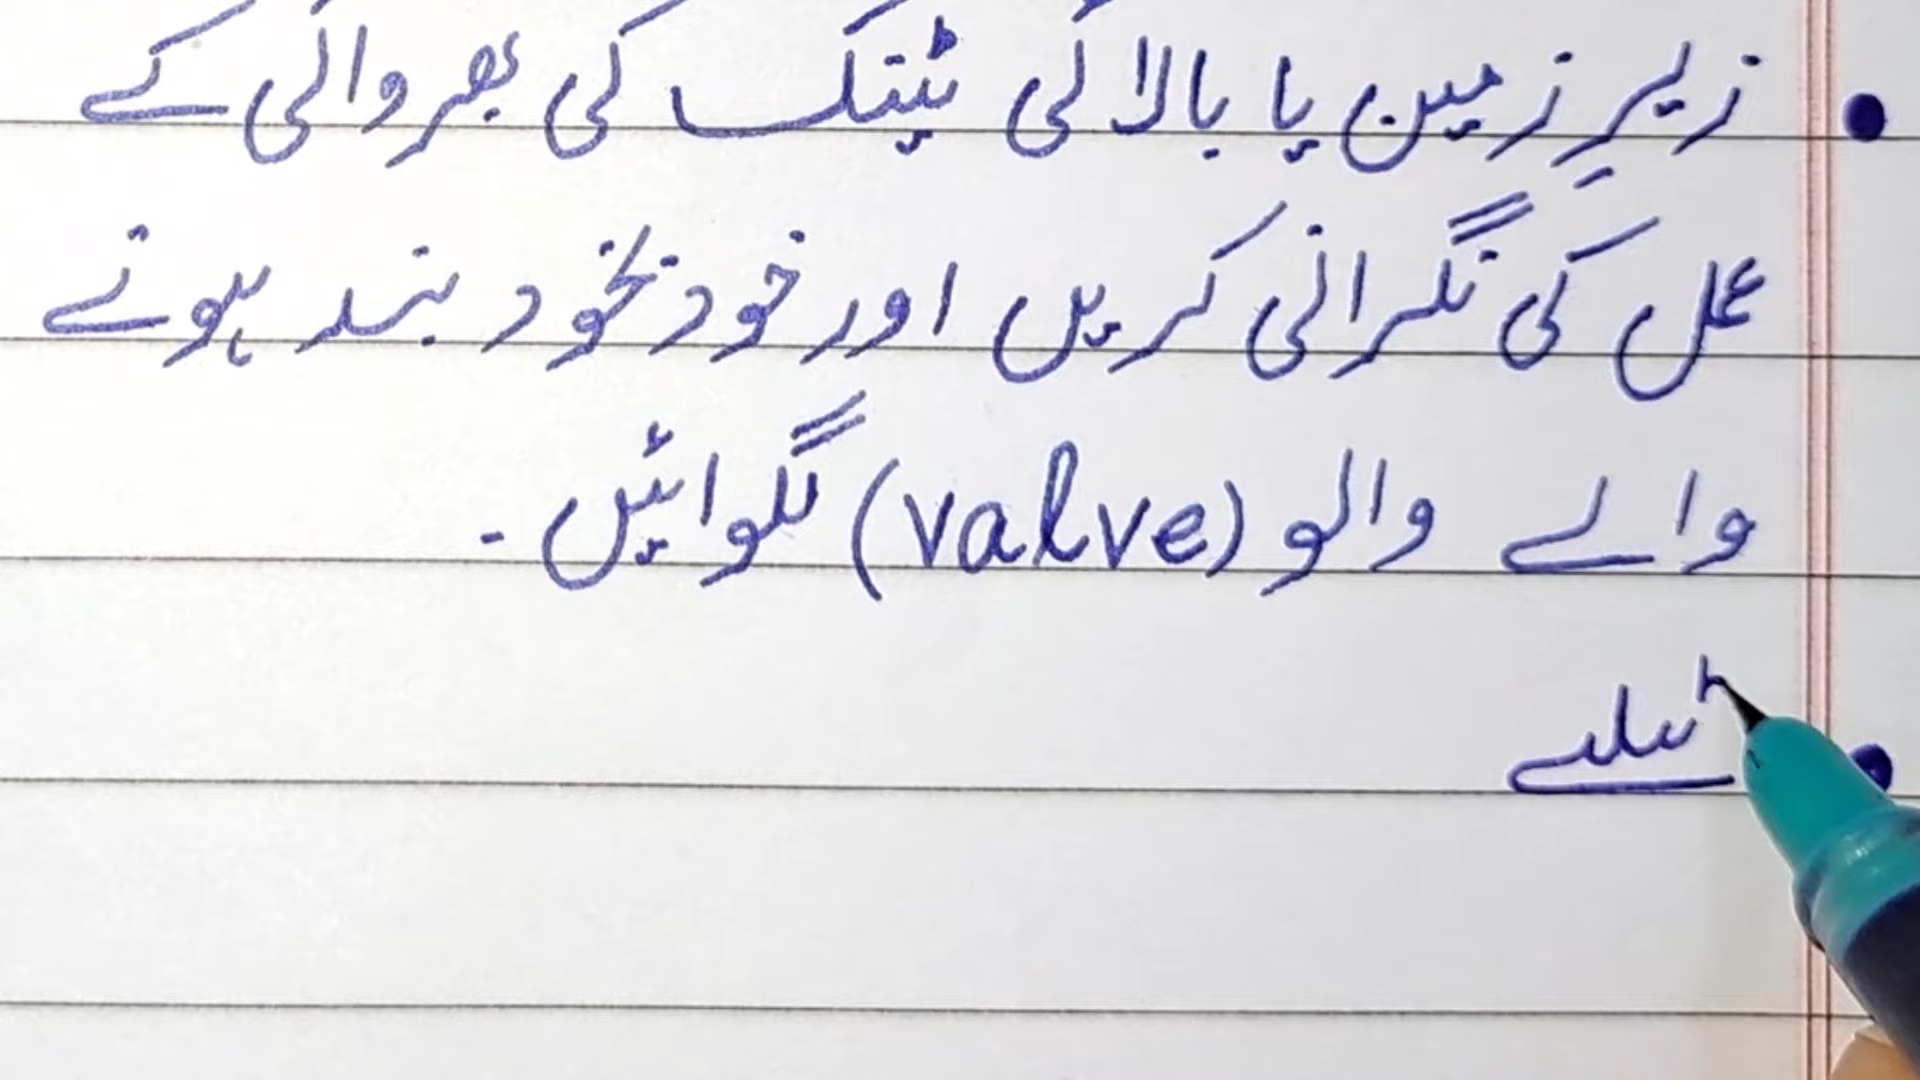 • زیرِ زمین یا بالائی ٹینک کی بھروائی کے
عمل کی نگرانی کریں اور خودبخود بند ہونے
والے والو (valve) لگوائیں۔
•